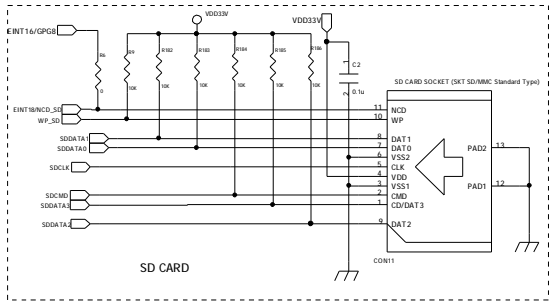 EINT16/GPG8
VDD33V
VDD33V
R6
R9
R182
R183
R184
R185
R186
0
10K
10K
10K
10K
10K
10K
1
C2
2
0.1u
SD CARD SOCKET (SKT SD/MMC Standard Type)
EINT18/NCD_SD
WP_SD
SDDATA1
SDDATA0
SDCLK
SDCMD
SDDATA3
SDDATA2
11 NCD
10 WP
8 DAT1
7 DAT0
6 VSS2
5 CLK
4 VDD
3 VSS1
2 CMD
1 CD/DAT3
9 DAT2
PAD2 13
PAD1 12
CON11
SD CARD